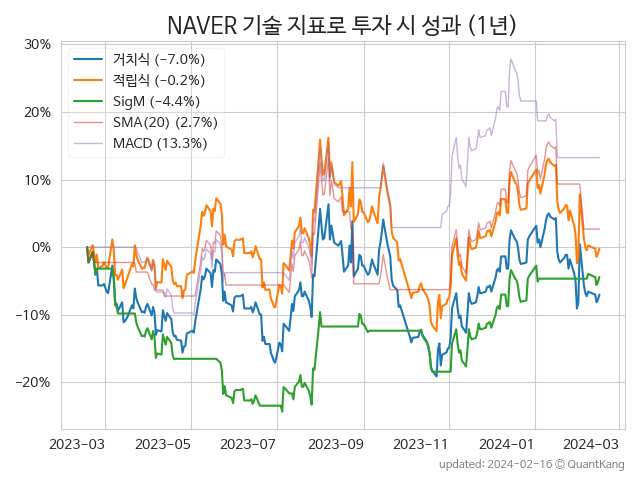 NAVER 기술 지표로 투자 시 성과 (1년)
30%
20%
10%
0%
−10%
−20%
거치식 (−7.0%)
적립식 (−0.2%)
SigM (−4.4%)
SMA(20) (2.7%)
MACD (13.3%)
2023-03
2023-05
2023-07
2023-09
2023-11
2024-01
2024-03
updated: 2024-02-16 © QuantKang